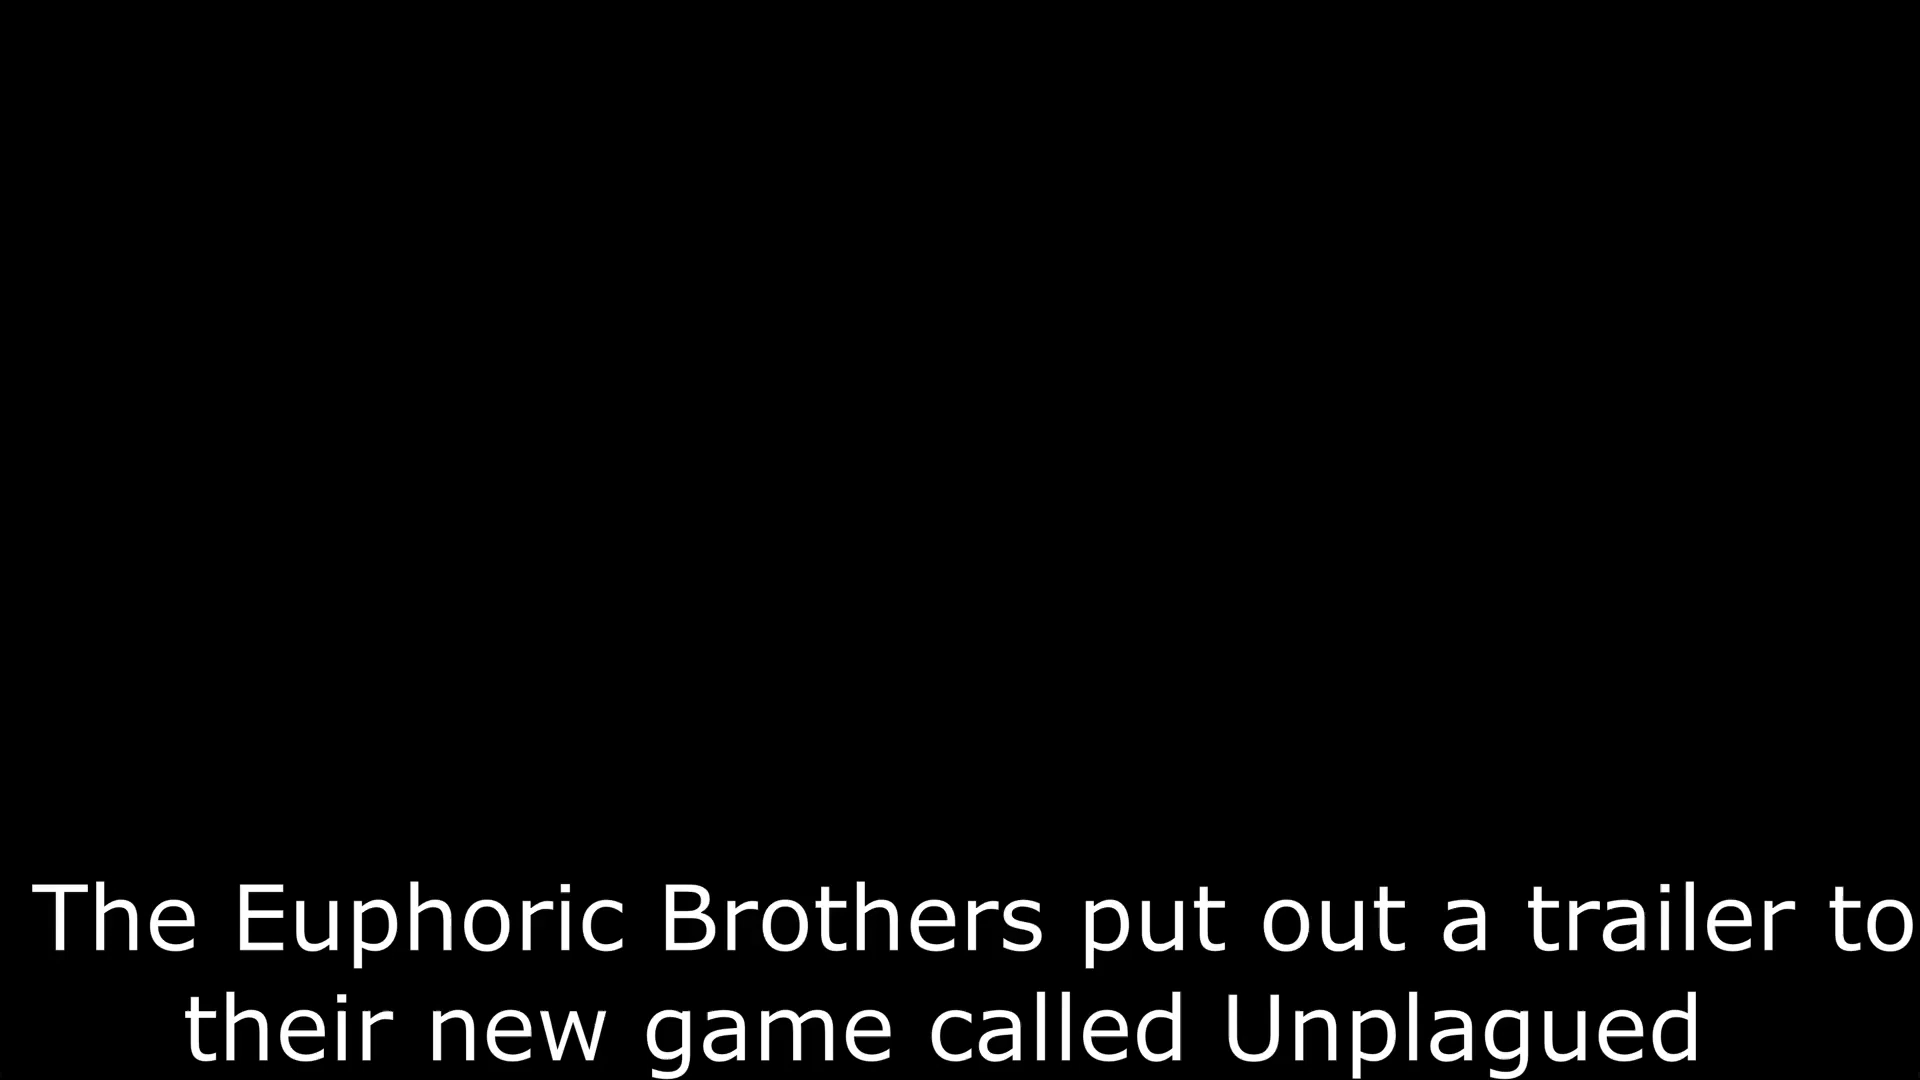 The Euphoric Brothers put out a trailer to
their new game called Unplagued